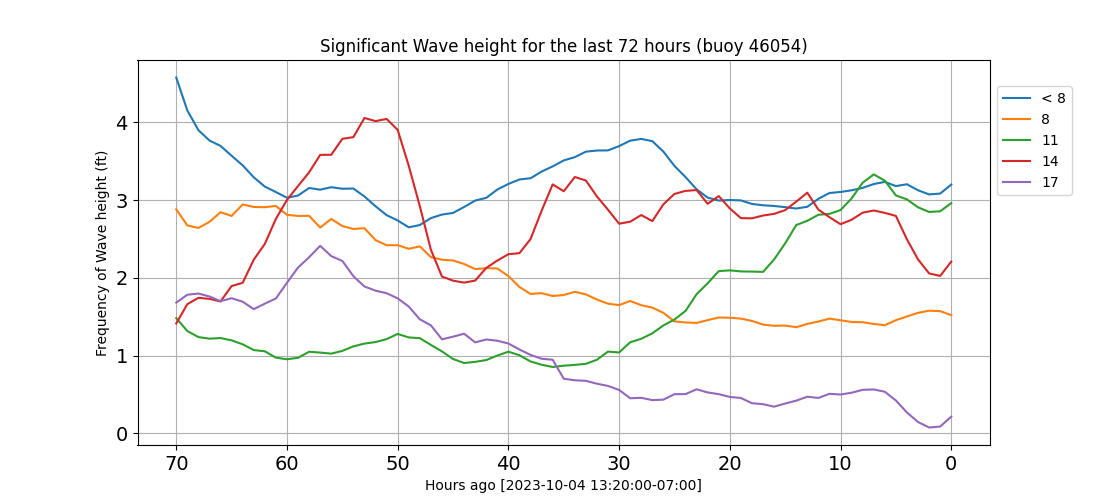 Significant Wave height for the last 72 hours (buoy 46054)
Frequency of Wave height (ft)
4
3
2
1
0
70 60 50 40 30 20 10 0
Hours ago [2023-10-04 13:20:00-07:00]
< 8
8
11
14
17